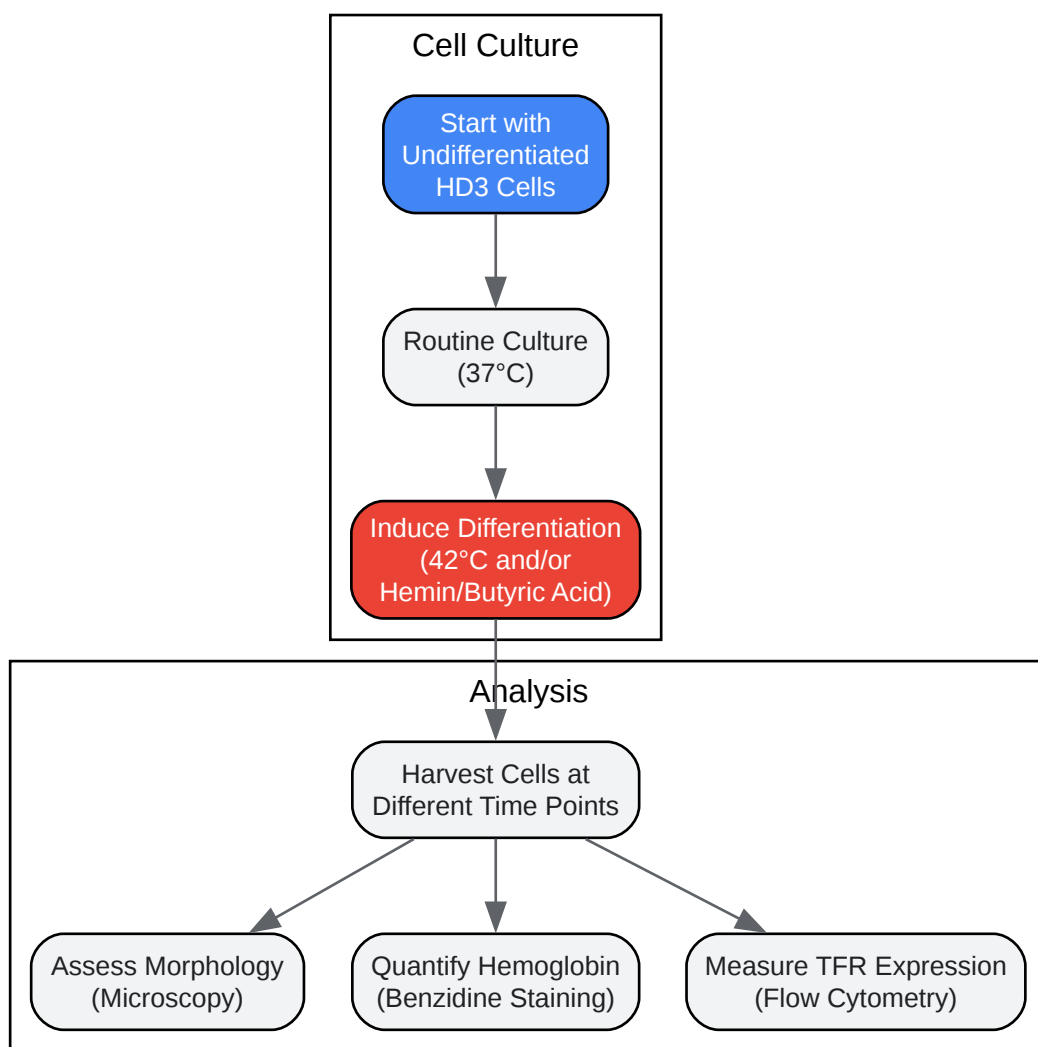 Cell Culture
Start with
Undifferentiated
HD3 Cells
Routine Culture
(37°C)
Induce Differentiation
(42°C and/or
Hemin/Butyric Acid)
Analysis
Harvest Cells at
Different Time Points
Assess Morphology
(Microscopy)
Quantify Hemoglobin
(Benzidine Staining)
Measure TFR Expression
(Flow Cytometry)